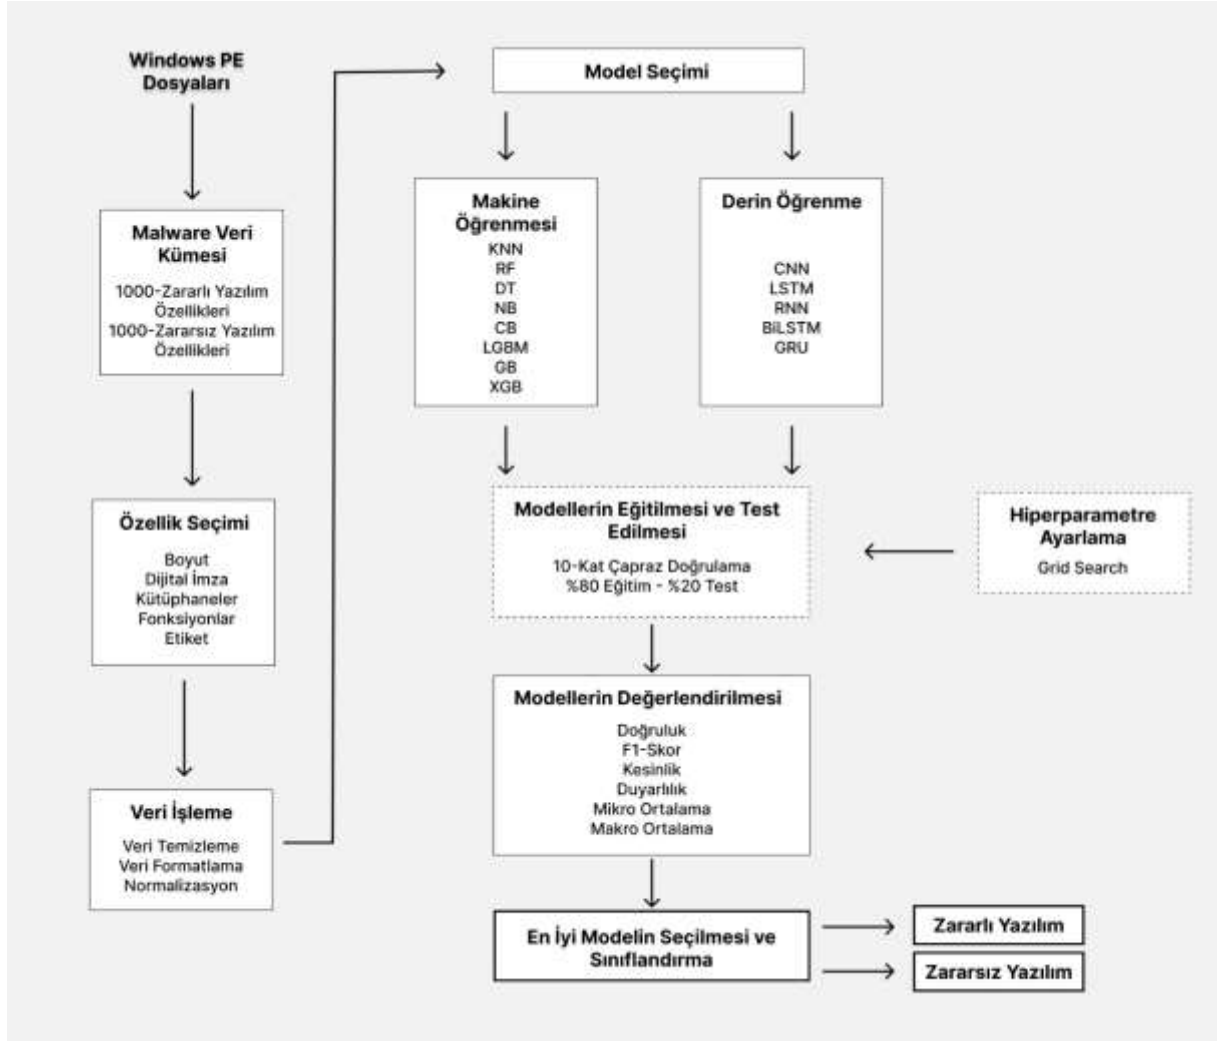 Windows PE
Dosyaları
Malware Veri
Kümesi
1000-Zararlı Yazılım
Özellikleri
1000-Zararsız Yazılım
Özellikleri
Özellik Seçimi
Boyut
Dijital İmza
Kütüphaneler
Fonksiyonlar
Etiket
Veri İşleme
Veri Temizleme
Veri Formatlama
Normalizasyon
Model Seçimi
Makine
Öğrenmesi
KNN
RF
DT
NB
CB
LGBM
GB
XGB
Derin Öğrenme
CNN
LSTM
RNN
BiLSTM
GRU
Modellerin Eğitilmesi ve Test
Edilmesi
10-Kat Çapraz Doğrulama
%80 Eğitim - %20 Test
Hiperparametre
Ayarlama
Grid Search
Modellerin Değerlendirilmesi
Doğruluk
F1-Skor
Kesinlik
Duyarlılık
Mikro Ortalama
Makro Ortalama
En İyi Modelin Seçilmesi ve
Sınıflandırma
Zararlı Yazılım
Zararsız Yazılım